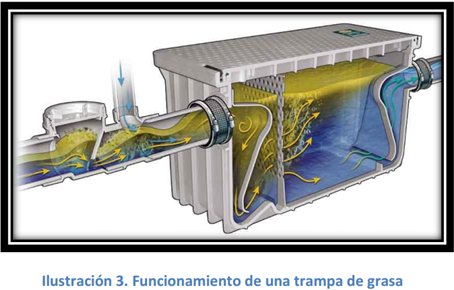 Ilustración 3. Funcionamiento de una trampa de grasa